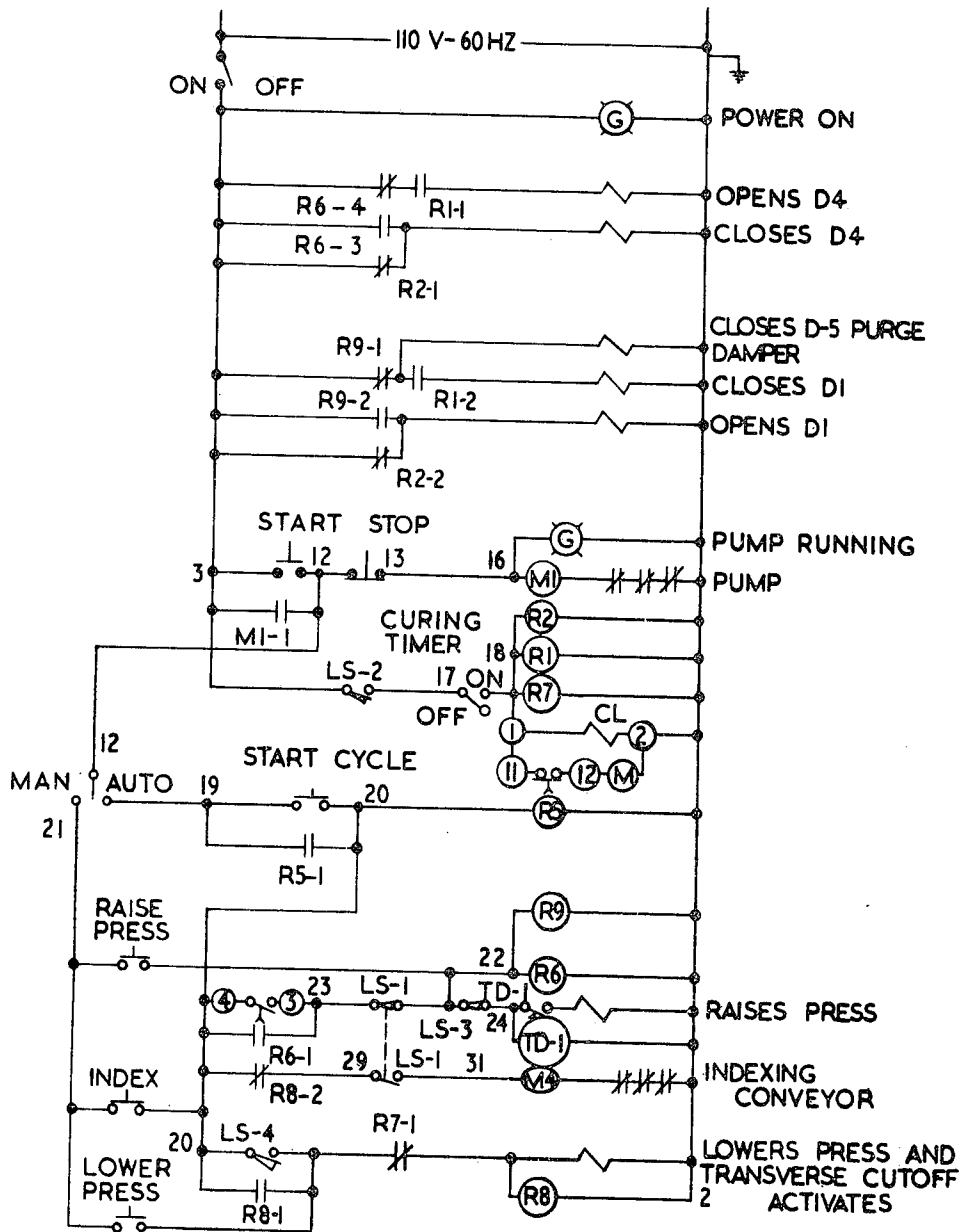 110 V-60 HZ
ON OFF
G POWER ON
R6-4 R1-1 OPENS D4
R6-3 CLOSES D4
R2-1
CLOSES D-5 PURGE
DAMPER
R9-1
R9-2 R1-2 CLOSES D1
OPENS D1
R2-2
START STOP
G PUMP RUNNING
3 12 13 16 M1 PUMP
M1-1
CURING
TIMER
R2
18 R1
LS-2 17 ON R7
OFF
1 CL 2
11 12 M
12
START CYCLE
MAN AUTO 19 20 R5
21
R5-1
RAISE
PRESS
R9
22 R6
4 3 23 LS-1 TD-1 RAISES PRESS
LS-3 24 TD-1
R6-1
29 LS-1 31 M4 INDEXING
CONVEYOR
R8-2
INDEX
20 LS-4 R7-1 LOWERS PRESS AND
TRANSVERSE CUTOFF
ACTIVATES
LOWER
PRESS
R8-1 R8 2